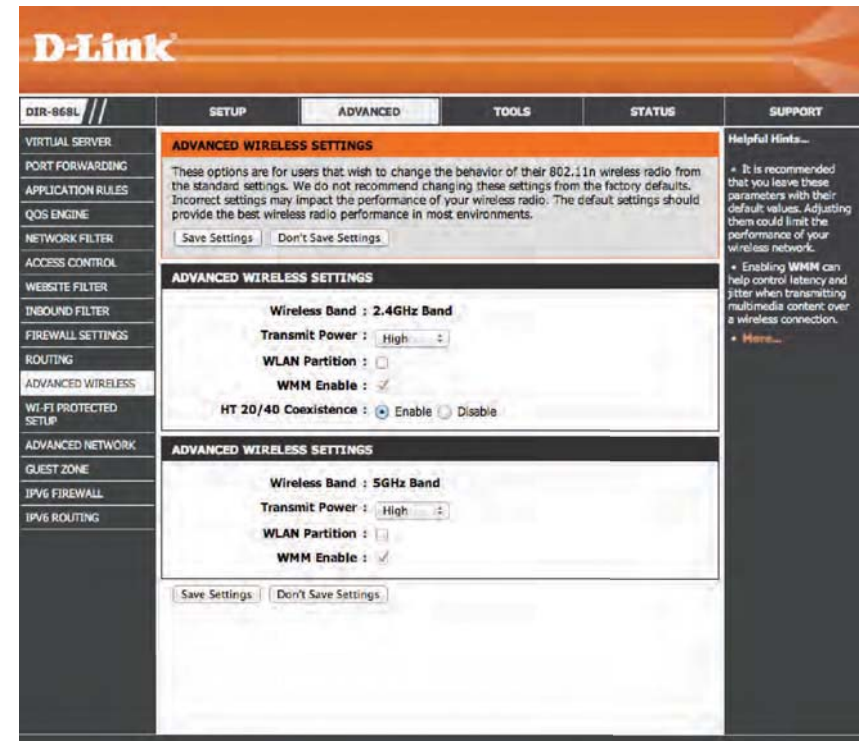 D-Link
DIR-868L
SETUP
ADVANCED
TOOLS
STATUS
SUPPORT
VIRTUAL SERVER
PORT FORWARDING
APPLICATION RULES
QOS ENGINE
NETWORK FILTER
ACCESS CONTROL
WEBSITE FILTER
INBOUND FILTER
FIREWALL SETTINGS
ROUTING
ADVANCED WIRELESS
WI-FI PROTECTED
SETUP
ADVANCED NETWORK
GUEST ZONE
IPV6 FIREWALL
IPV6 ROUTING
ADVANCED WIRELESS SETTINGS
These options are for users that wish to change the behavior of their 802.11n wireless radio from
the standard settings. We do not recommend changing these settings from the factory defaults.
Incorrect settings may impact the performance of your wireless radio. The default settings should
provide the best wireless radio performance in most environments.
Save Settings Don't Save Settings
ADVANCED WIRELESS SETTINGS
Wireless Band : 2.4GHz Band
Transmit Power : High
WLAN Partition :
WMM Enable :
HT 20/40 Coexistence : Enable Disable
ADVANCED WIRELESS SETTINGS
Wireless Band : 5GHz Band
Transmit Power : High
WLAN Partition :
WMM Enable :
Save Settings Don't Save Settings
Helpful Hints...
• It is recommended
that you leave these
parameters with their
default values. Adjusting
them could limit the
performance of your
wireless network.
• Enabling WMM can
help control latency and
jitter when transmitting
multimedia content over
a wireless connection.
• More...